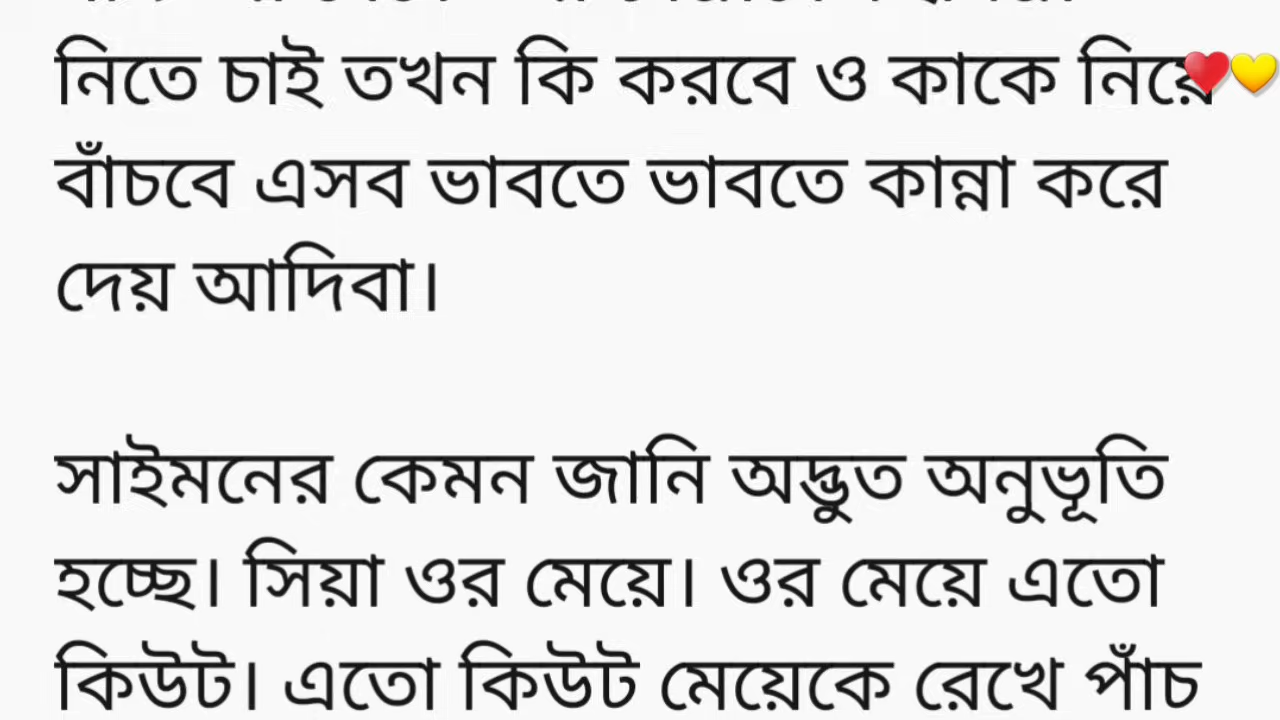 নিতে চাই তখন কি করবে ও কাকে নিয়ে
বাঁচবে এসব ভাবতে ভাবতে কান্না করে
দেয় আদিবা।
সাইমনের কেমন জানি অদ্ভুত অনুভূতি
হচ্ছে। সিয়া ওর মেয়ে। ওর মেয়ে এতো
কিউট। এতো কিউট মেয়েকে রেখে পাঁচ